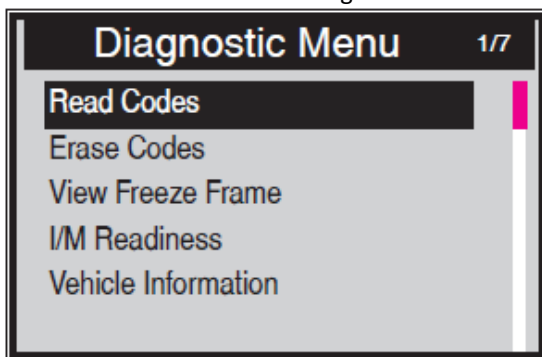 Diagnostic Menu 1/7
Read Codes
Erase Codes
View Freeze Frame
I/M Readiness
Vehicle Information